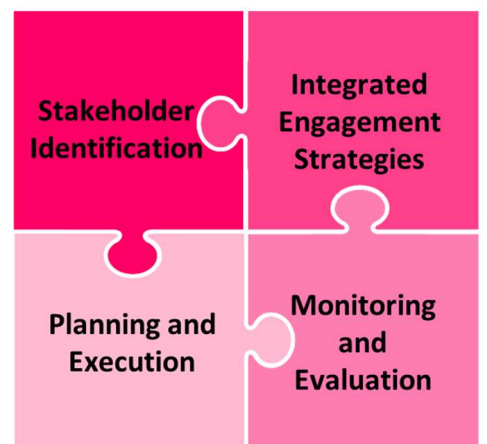 Stakeholder
Identification
Integrated
Engagement
Strategies
Planning and
Execution
Monitoring
and
Evaluation